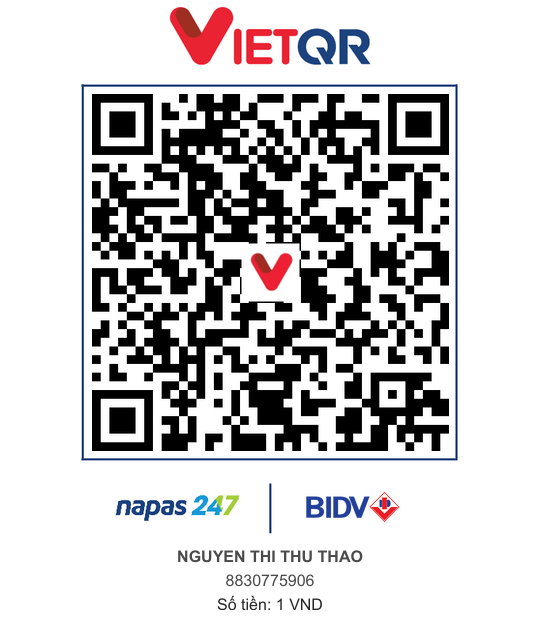 VIETQR
napas 247
BIDV
NGUYEN THI THU THAO
8830775906
Số tiền: 1 VND